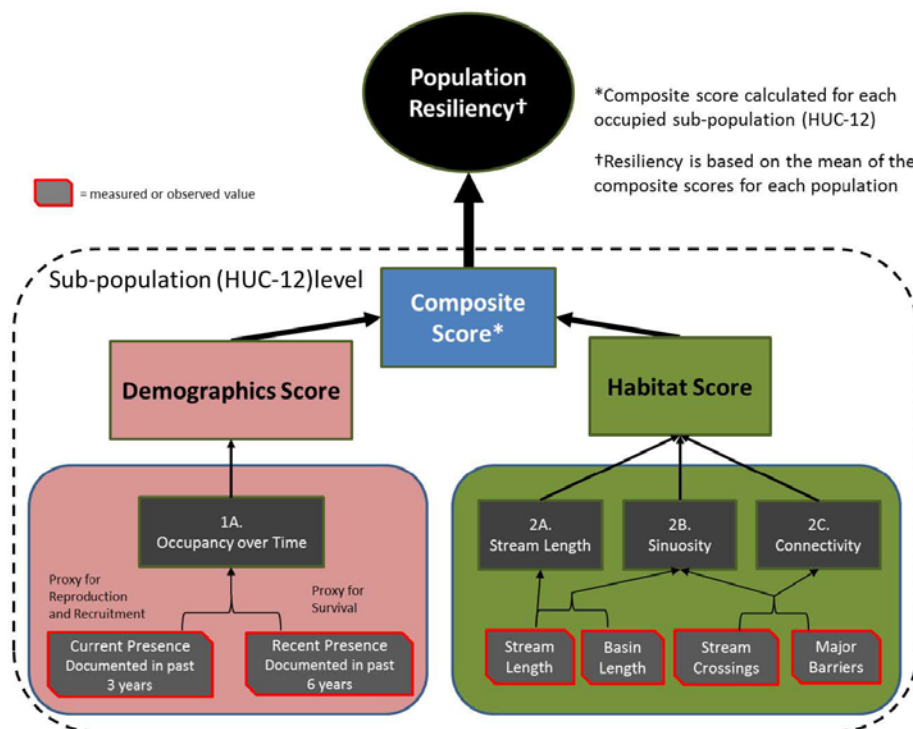 Population
Resiliency†
*Composite score calculated for each
occupied sub-population (HUC-12)
†Resiliency is based on the mean of the
composite scores for each population
= measured or observed value
Sub-population (HUC-12)level
Composite
Score*
Demographics Score
Habitat Score
1A.
Occupancy over Time
Proxy for
Reproduction
and Recruitment
Proxy for
Survival
Current Presence
Documented in past
3 years
Recent Presence
Documented in past
6 years
2A.
Stream Length
2B.
Sinuosity
2C.
Connectivity
Stream
Length
Basin
Length
Stream
Crossings
Major
Barriers